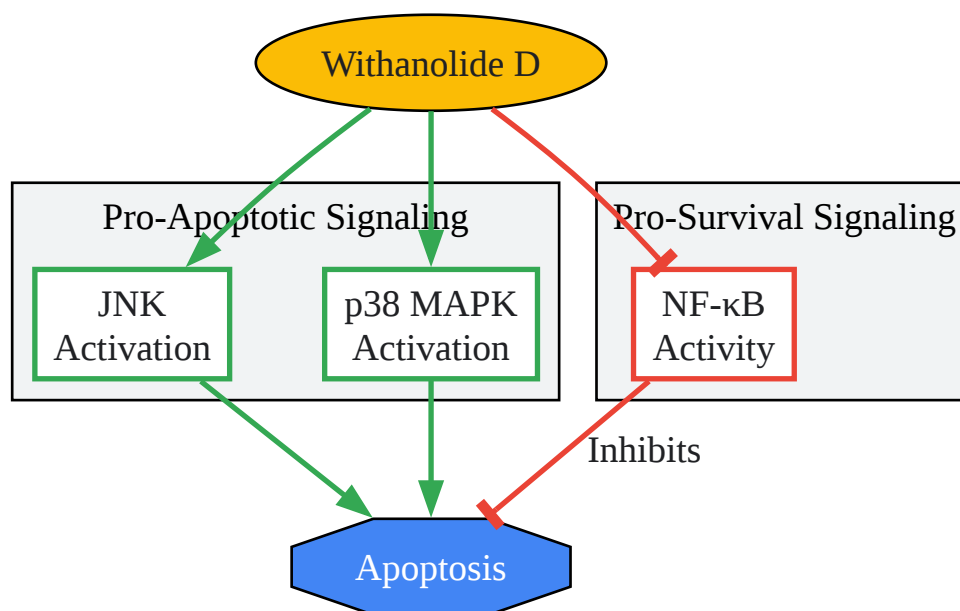 Withanolide D
Pro-Apoptotic Signaling
Pro-Survival Signaling
JNK
Activation
p38 MAPK
Activation
NF-κB
Activity
Inhibits
Apoptosis